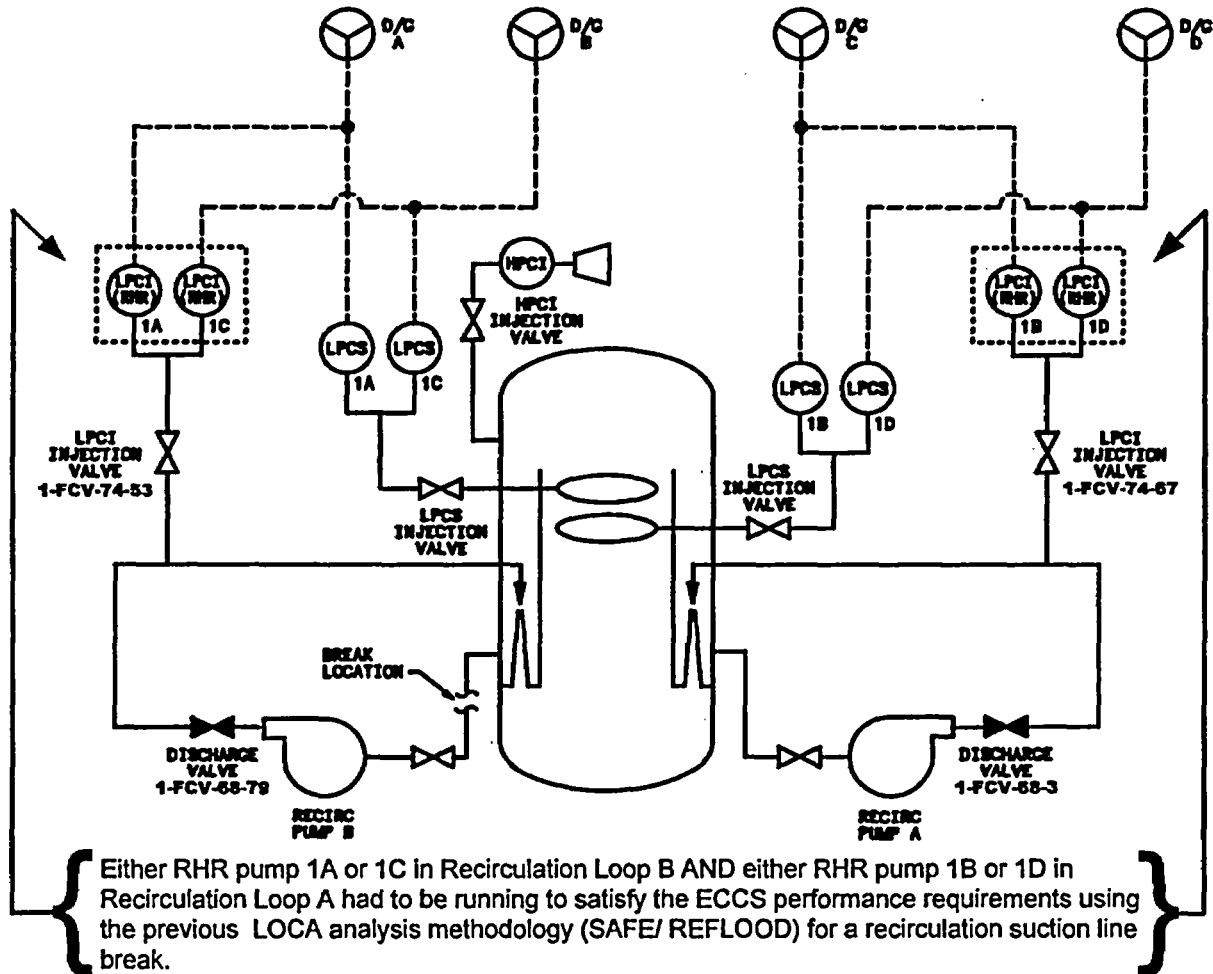 D/G
A
D/G
B
D/G
C
D/G
D
LPCI
(RHR)
1A
LPCI
(RHR)
1C
HPCI
HPCI
INJECTION
VALVE
LPCI
(RHR)
1B
LPCI
(RHR)
1D
LPCS
1A
LPCS
1C
LPCS
1B
LPCS
1D
LPCI
INJECTION
VALVE
1-FCV-74-53
LPCS
INJECTION
VALVE
LPCS
INJECTION
VALVE
LPCI
INJECTION
VALVE
1-FCV-74-67
BREAK
LOCATION
DISCHARGE
VALVE
1-FCV-68-79
RECIRC
PUMP B
RECIRC
PUMP A
DISCHARGE
VALVE
1-FCV-68-3
Either RHR pump 1A or 1C in Recirculation Loop B AND either RHR pump 1B or 1D in
Recirculation Loop A had to be running to satisfy the ECCS performance requirements using
the previous LOCA analysis methodology (SAFE/ REFLOOD) for a recirculation suction line
break.